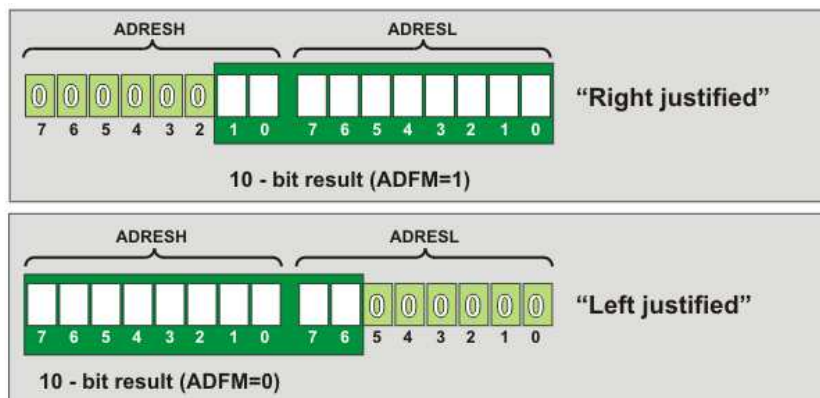 ADRESH ADRESL
0 0 0 0 0 0 "Right justified"
7 6 5 4 3 2 1 0 7 6 5 4 3 2 1 0
10 - bit result (ADFM=1)
ADRESH ADRESL
0 0 0 0 0 0 "Left justified"
7 6 5 4 3 2 1 0 7 6 5 4 3 2 1 0
10 - bit result (ADFM=0)